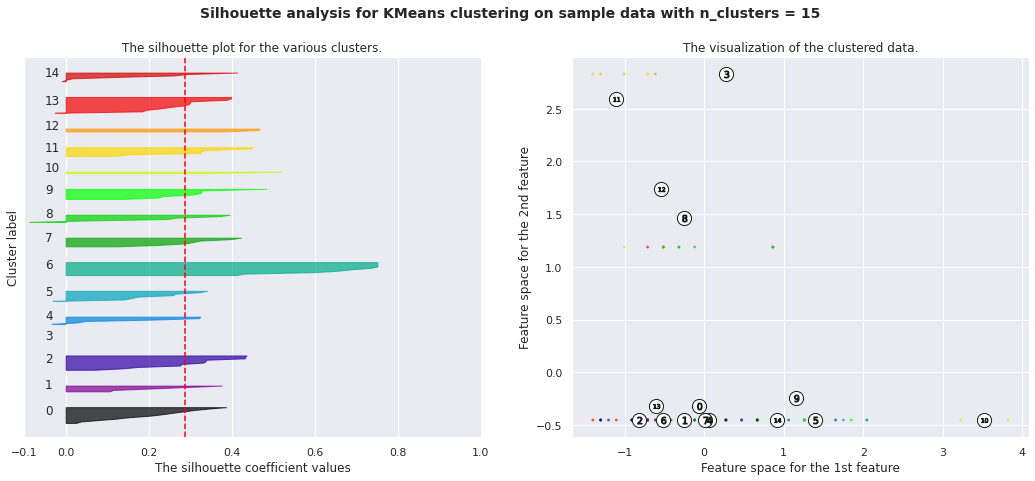 Silhouette analysis for KMeans clustering on sample data with n_clusters = 15
The silhouette plot for the various clusters.
Cluster label
14
13
12
11
10
9
8
7
6
5
4
3
2
1
0
−0.1 0.0 0.2 0.4 0.6 0.8 1.0
The silhouette coefficient values
The visualization of the clustered data.
Feature space for the 2nd feature
2.5
2.0
1.5
1.0
0.5
0.0
−0.5
3
11
12
8
9
13 0
2 6 1 7 14 5 10
−1 0 1 2 3 4
Feature space for the 1st feature